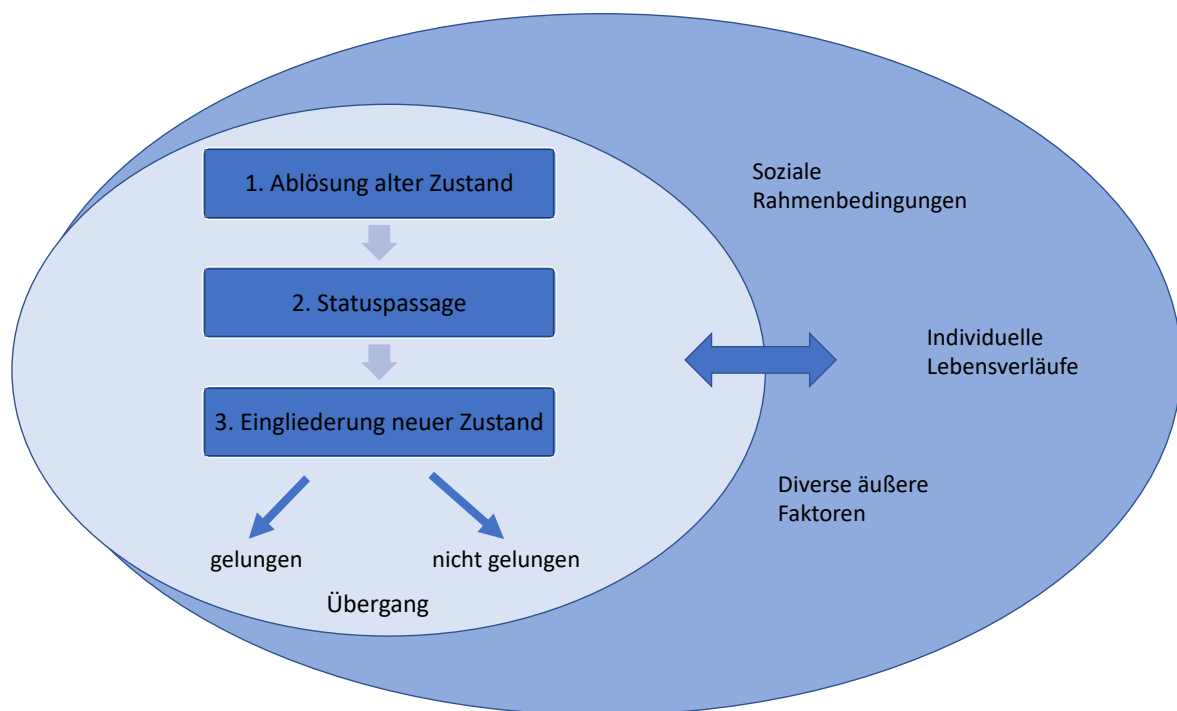 1. Ablösung alter Zustand
2. Statuspassage
3. Eingliederung neuer Zustand
gelungen
nicht gelungen
Übergang
Soziale
Rahmenbedingungen
Individuelle
Lebensverläufe
Diverse äußere
Faktoren